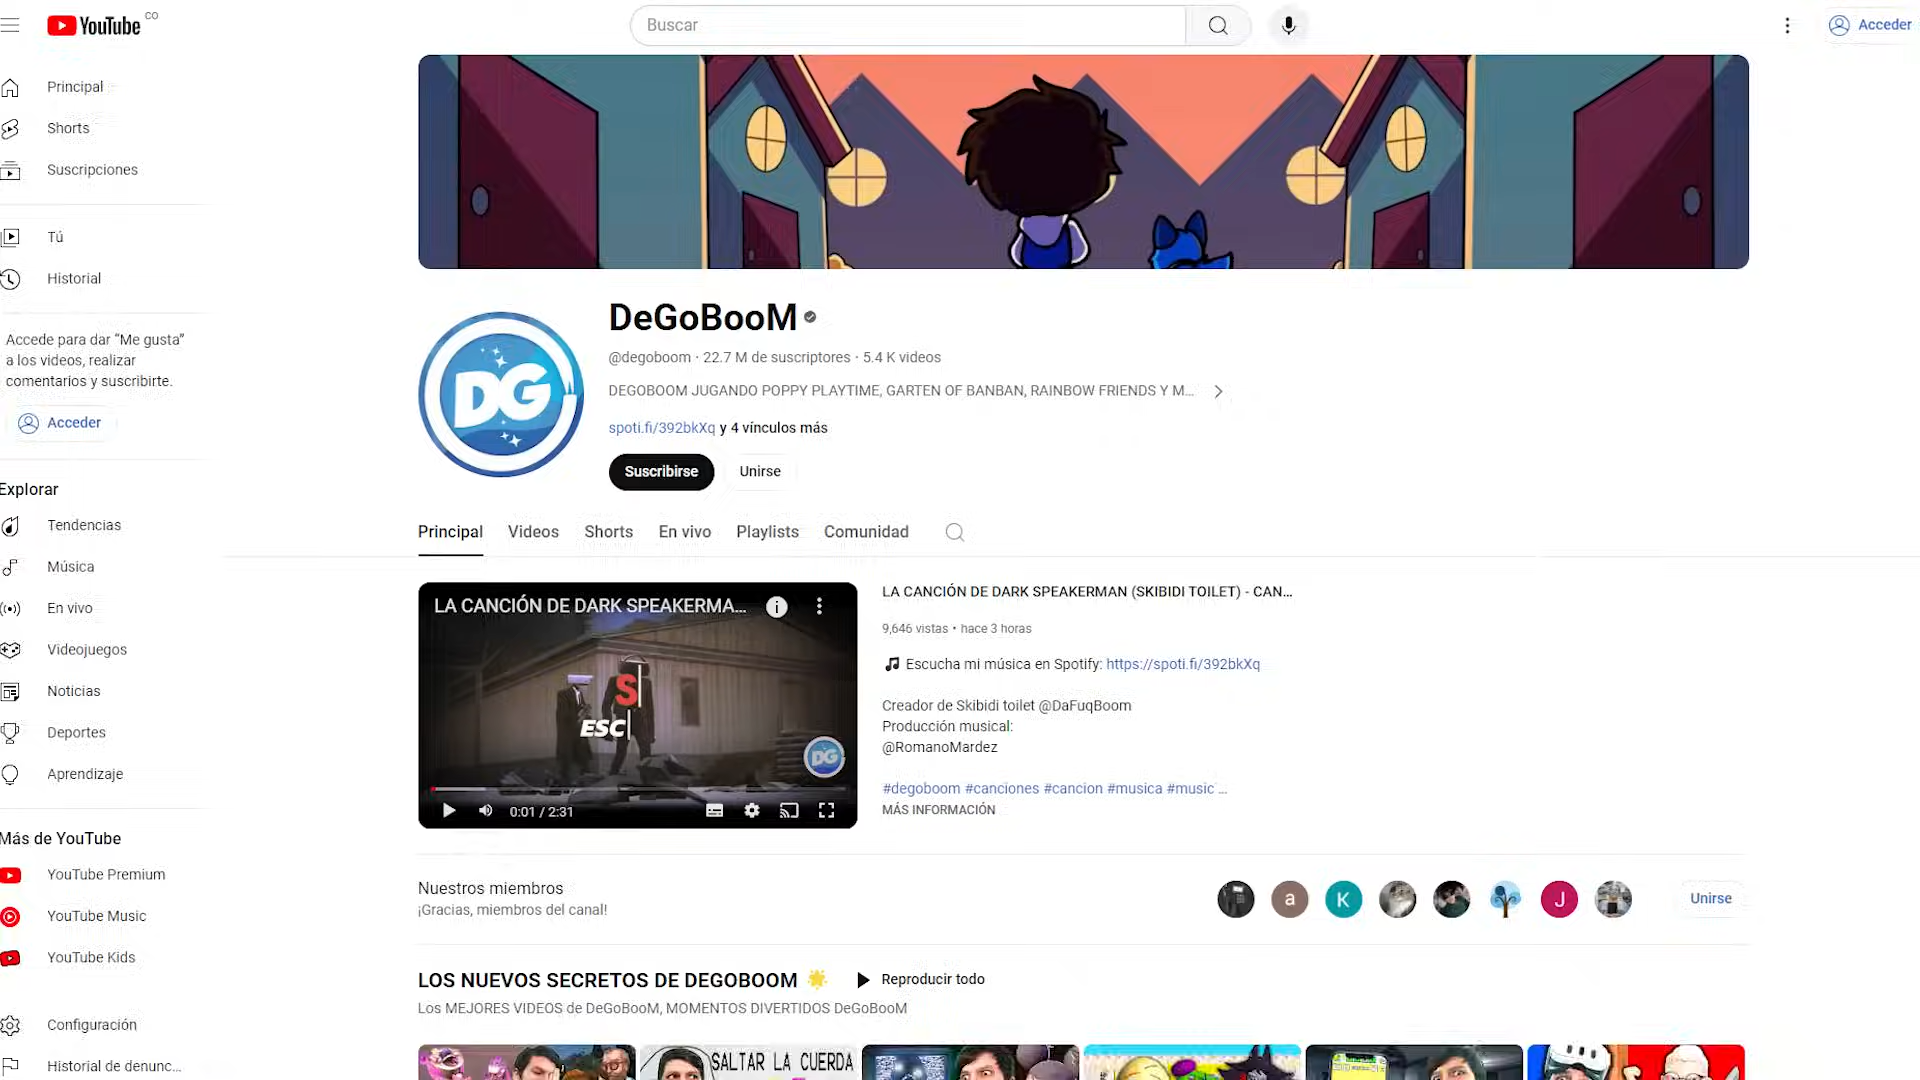 YouTube CO
Buscar
Acceder
Principal
Shorts
Suscripciones
Tú
Historial
Accede para dar “Me gusta”
a los videos, realizar
comentarios y suscribirte.
Acceder
Explorar
Tendencias
Música
En vivo
Videojuegos
Noticias
Deportes
Aprendizaje
Más de YouTube
YouTube Premium
YouTube Music
YouTube Kids
Configuración
Historial de denunc...
DG
DeGoBooM
@degoboom · 22.7 M de suscriptores · 5.4 K videos
DEGOBOOM JUGANDO POPPY PLAYTIME, GARTEN OF BANBAN, RAINBOW FRIENDS Y M...
spoti.fi/392bkXq y 4 vínculos más
Suscribirse
Unirse
Principal Videos Shorts En vivo Playlists Comunidad
LA CANCIÓN DE DARK SPEAKERMA...
S
ESC
DG
0:01 / 2:31
LA CANCIÓN DE DARK SPEAKERMAN (SKIBIDI TOILET) - CAN...
9,646 vistas • hace 3 horas
Escucha mi música en Spotify: https://spoti.fi/392bkXq
Creador de Skibidi toilet @DaFuqBoom
Producción musical:
@RomanoMardez
#degoboom #canciones #cancion #musica #music ...
MÁS INFORMACIÓN
Nuestros miembros
¡Gracias, miembros del canal!
a
K
J
Unirse
LOS NUEVOS SECRETOS DE DEGOBOOM
Reproducir todo
Los MEJORES VIDEOS de DeGoBooM, MOMENTOS DIVERTIDOS DeGoBooM
SALTAR LA CUERDA